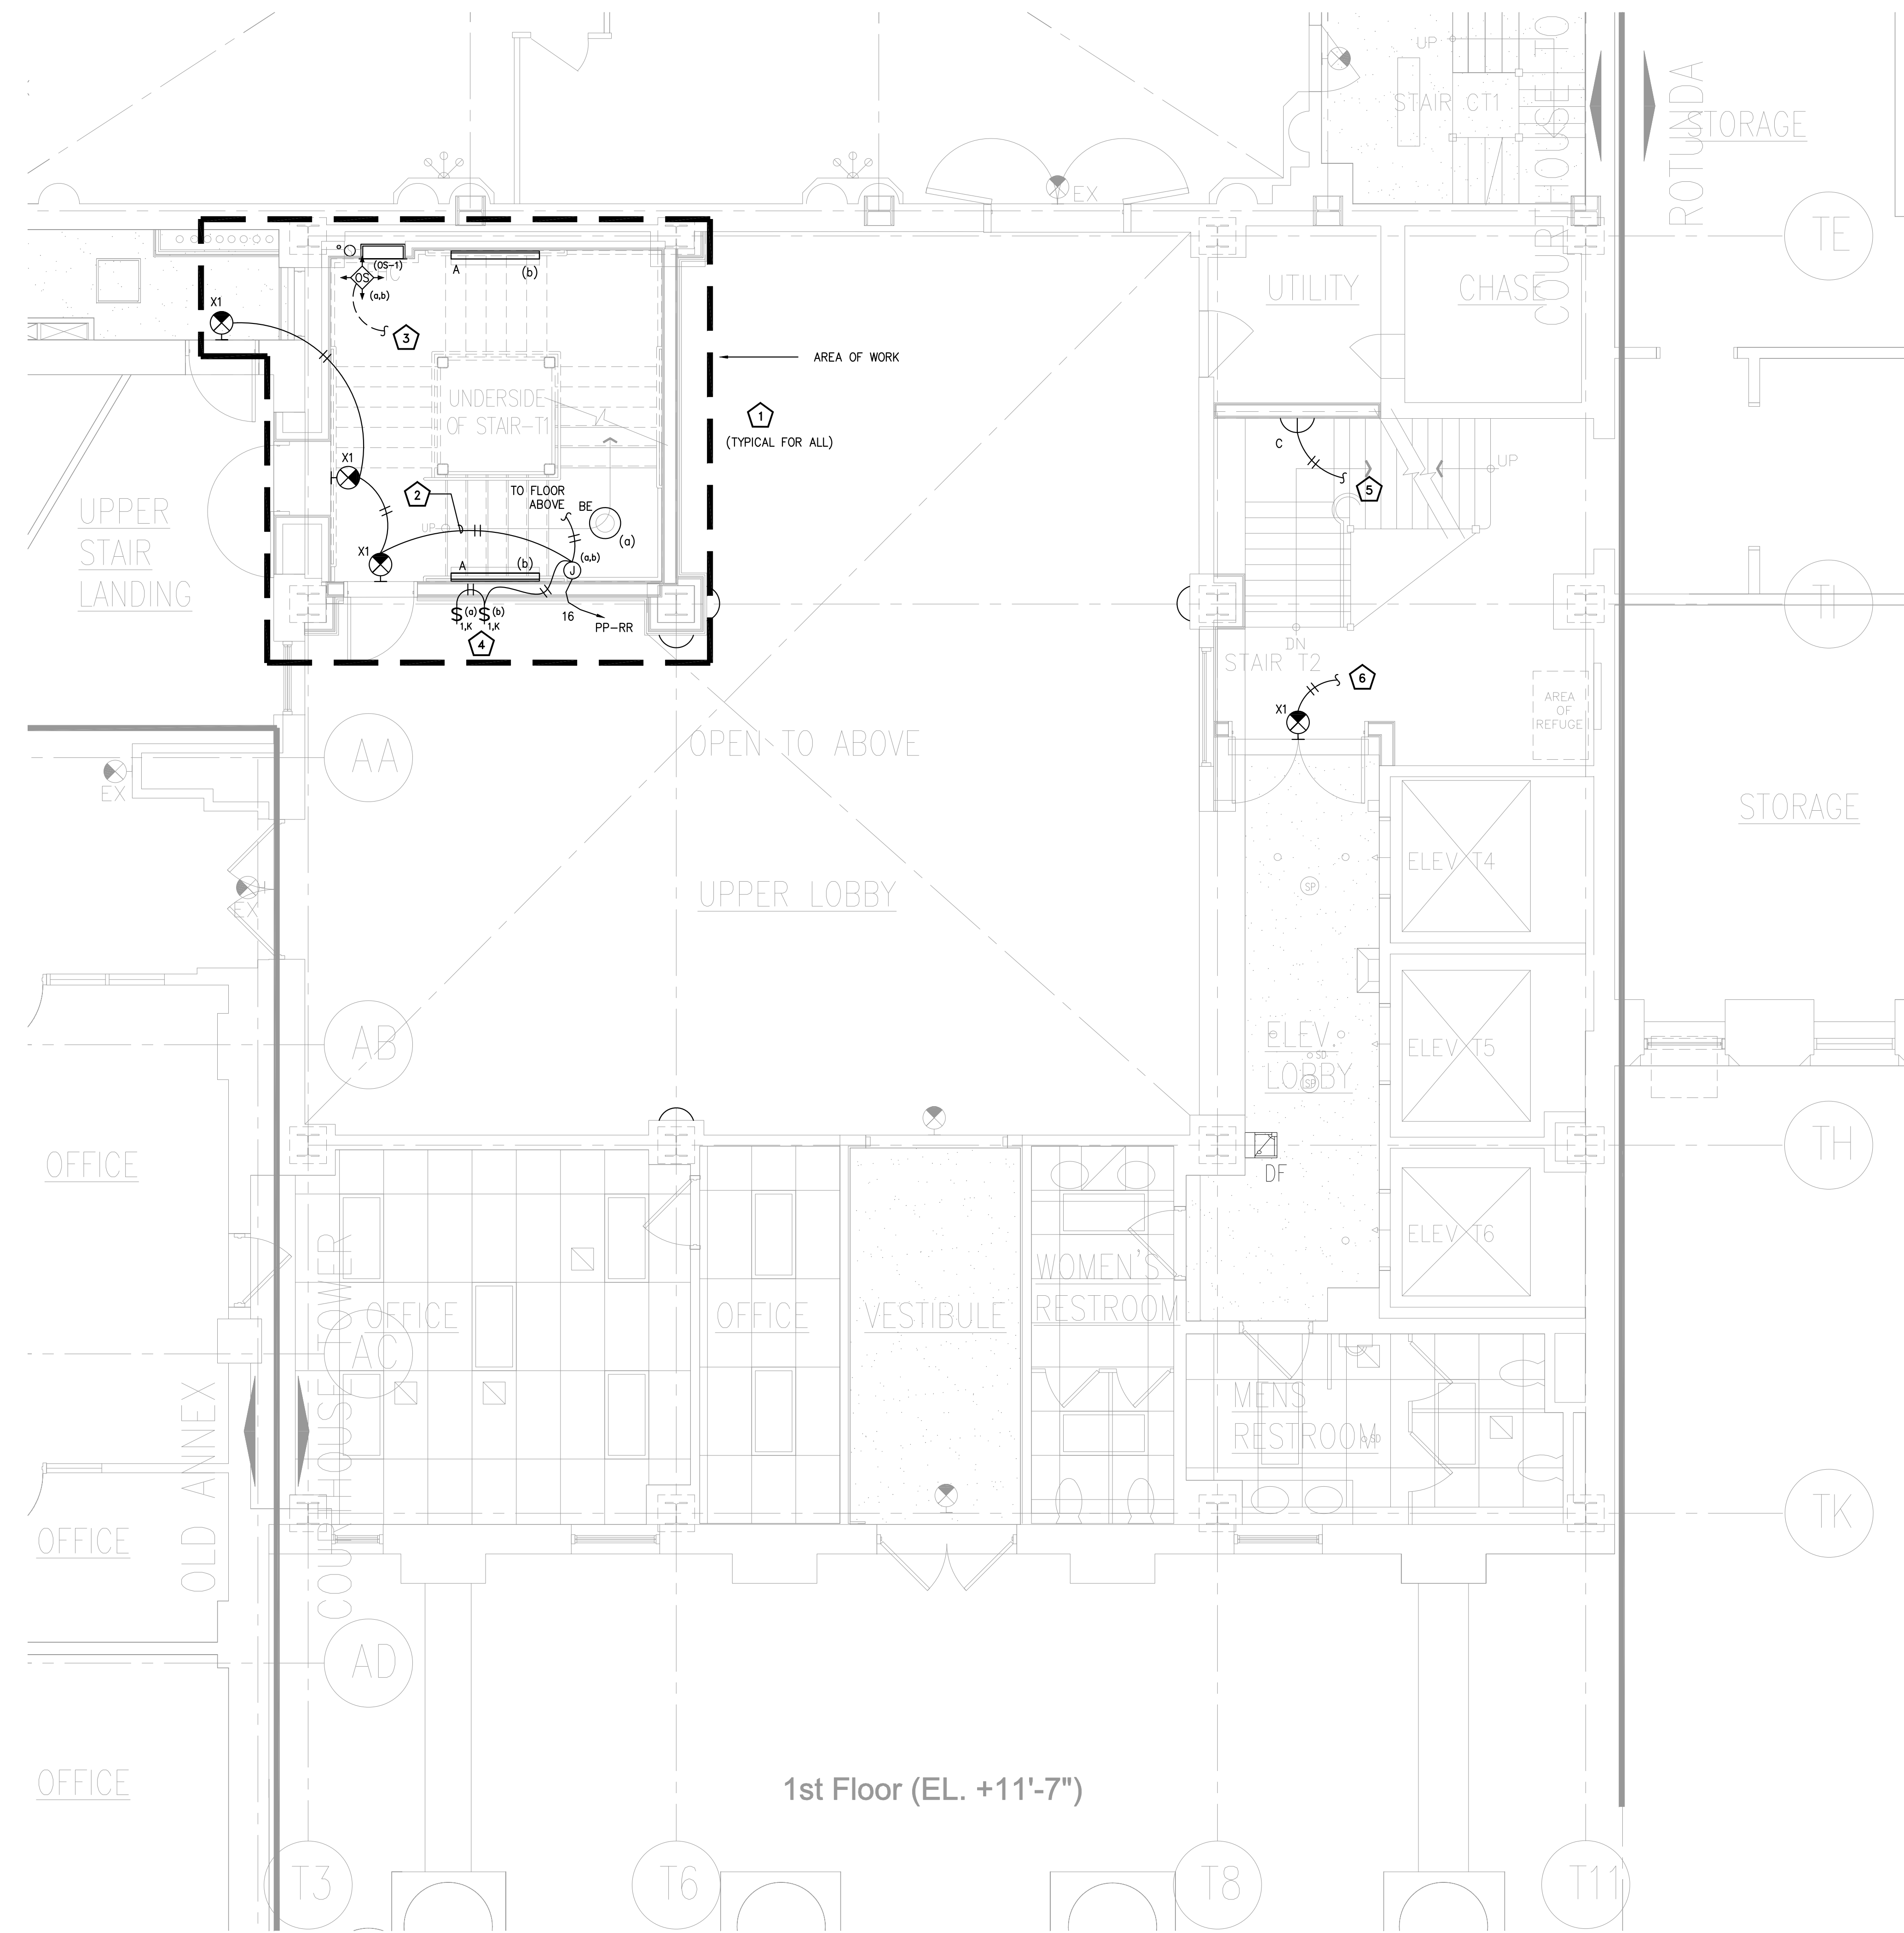 UP
STAIR CT1
COURTHOUSE TO
ROTUNDA
STORAGE
EX
TE
UTILITY
CHASE
X1
(OS-1)
OS
(a,b)
3
A
(b)
AREA OF WORK
1
(TYPICAL FOR ALL)
UNDERSIDE
OF STAIR-T1
X1
2
TO FLOOR
ABOVE
BE
(a)
UP
X1
A
(b)
(a,b)
J
$ (a) $ (b)
1,K 1,K
4
16
PP-RR
C
5
UP
UPPER
STAIR
LANDING
TI
DN
STAIR T2
X1
6
AREA
OF
REFUGE
AA
EX
EX
OPEN TO ABOVE
UPPER LOBBY
ELEV T4
SP
STORAGE
AB
ELEV.
SD
LOBBY
SP
ELEV T5
DF
TH
OFFICE
ELEV T6
OFFICE
OFFICE
VESTIBULE
WOMEN'S
RESTROOM
AC
MENS
RESTROOM
SD
OLD ANNEX
COURTHOUSE TOWER
OFFICE
TK
AD
OFFICE
1st Floor (EL. +11'-7")
T3
T6
T8
T11